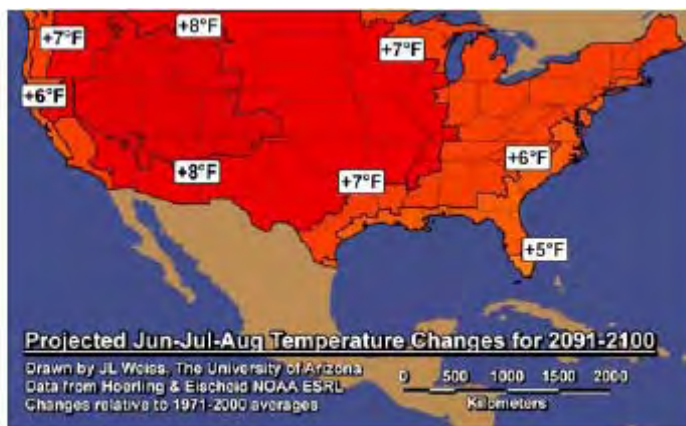 +8°F
+7°F
+7°F
+6°F
+6°F
+8°F
+7°F
+5°F
Projected Jun-Jul-Aug Temperature Changes for 2091-2100
Drawn by JL Weiss, The University of Arizona
Data from Hoerling & Eischeid NOAA ESRL
Changes relative to 1971-2000 averages
0 500 1000 1500 2000
Kilometers